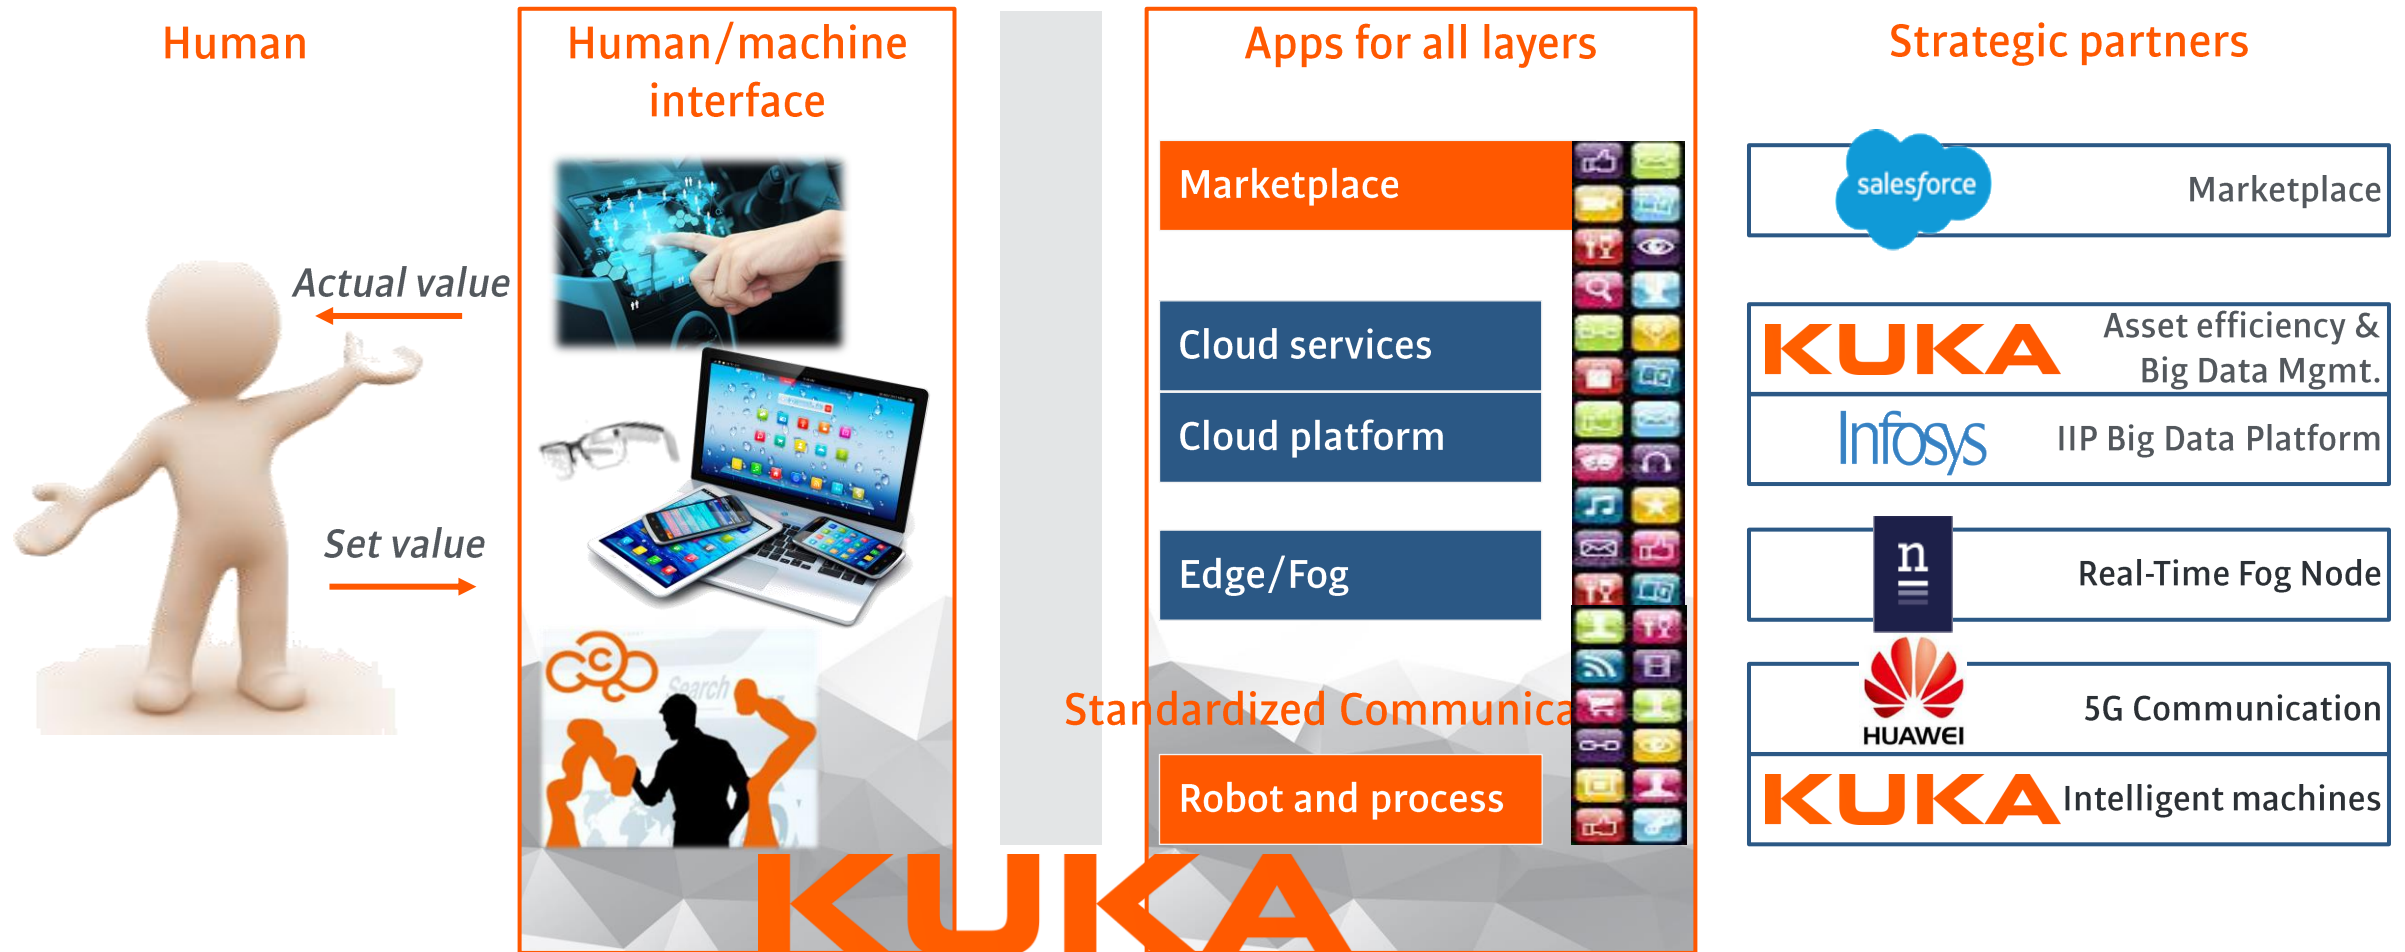 Human
Actual value
Set value
Human/machine
interface
Search
Apps for all layers
Marketplace
Cloud services
Cloud platform
Edge/Fog
Standardized Communica
Robot and process
KUKA
Strategic partners
salesforce
Marketplace
KUKA
Asset efficiency &
Big Data Mgmt.
Infosys
IIP Big Data Platform
n
Real-Time Fog Node
HUAWEI
5G Communication
KUKA
Intelligent machines